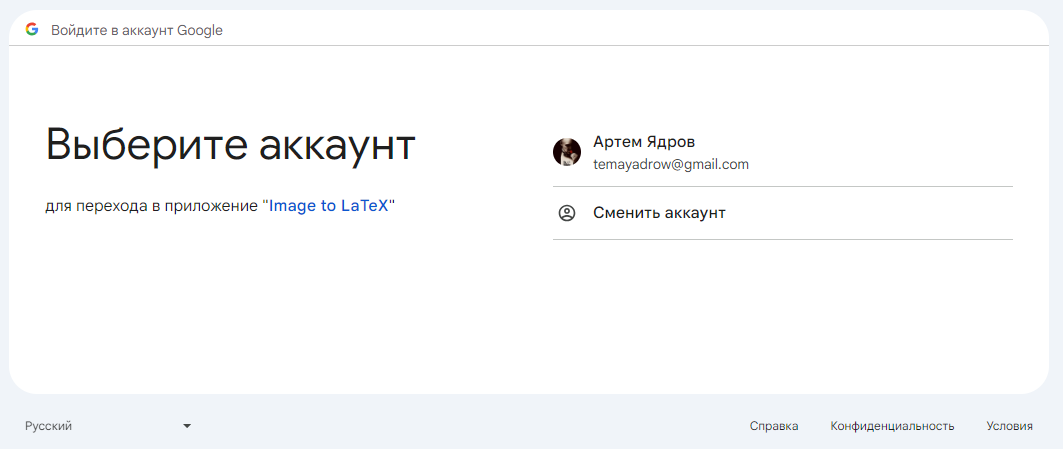 Войдите в аккаунт Google
Выберите аккаунт
для перехода в приложение "Image to LaTeX"
Артем Ядров
temayadrow@gmail.com
Сменить аккаунт
Русский
Справка
Конфиденциальность
Условия